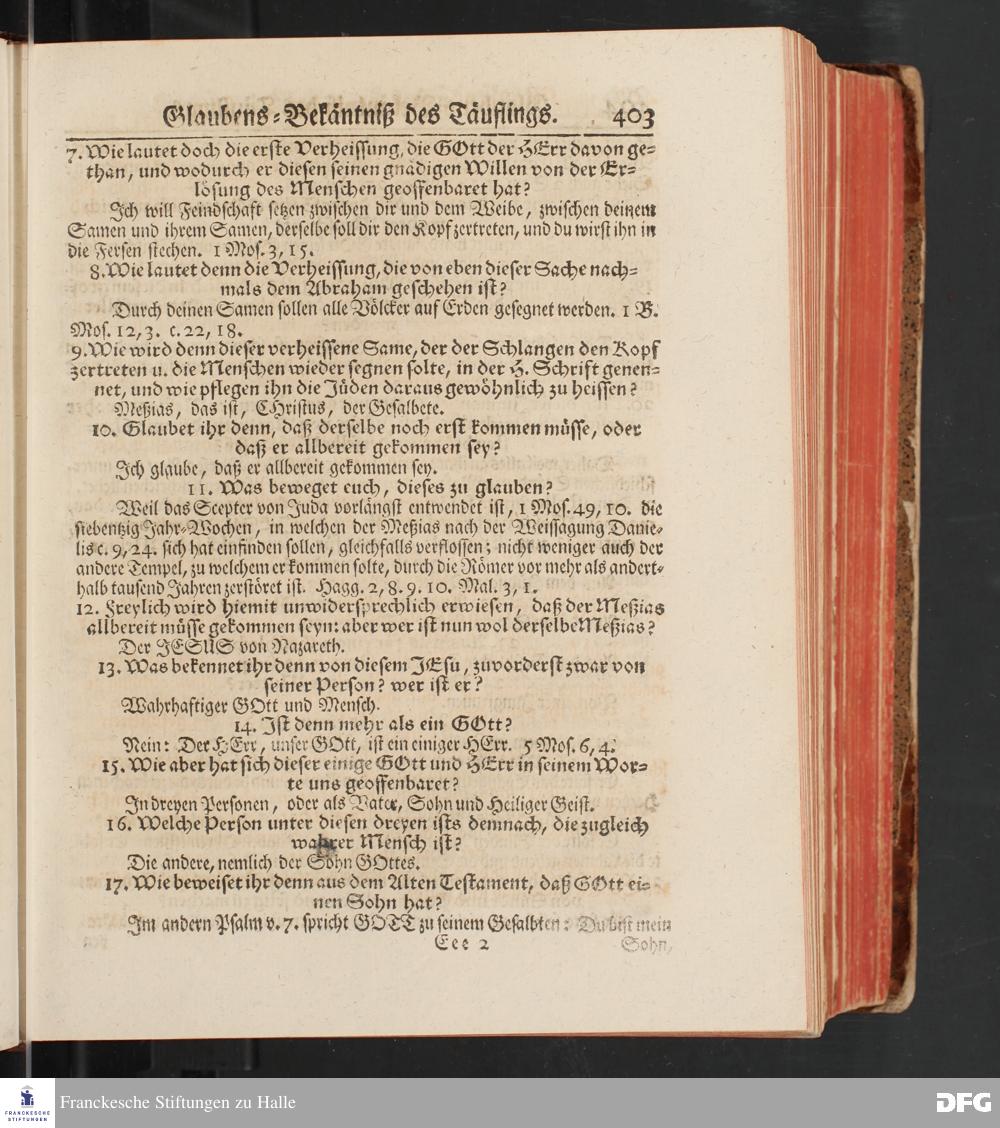 Glaubens-Bekäntniß des Täuflings. 403
7. Wie lautet doch die erste Verheissung, die GOtt der HErr davon ge-
than, und wodurch er diesen seinen gnädigen Willen von der Er-
lösung des Menschen geoffenbaret hat?
Ich will Feindschaft setzen zwischen dir und dem Weibe, zwischen deinem
Samen und ihrem Samen, derselbe soll dir den Kopf zertreten, und du wirst ihn in
die Fersen stechen. 1 Mos. 3, 15.
8. Wie lautet denn die Verheissung, die von eben dieser Sache nach-
mals dem Abraham geschehen ist?
Durch deinen Samen sollen alle Völcker auf Erden gesegnet werden. 1 B.
Mos. 12, 3. c. 22, 18.
9. Wie wird denn dieser verheissene Same, der der Schlangen den Kopf
zertreten u. die Menschen wieder segnen solte, in der H. Schrift genen-
net, und wie pflegen ihn die Jüden daraus gewöhnlich zu heissen?
Meßias, das ist, CHristus, der Gesalbete.
10. Glaubet ihr denn, daß derselbe noch erst kommen müsse, oder
daß er allbereit gekommen sey?
Ich glaube, daß er allbereit gekommen sey.
11. Was beweget euch, dieses zu glauben?
Weil das Scepter von Juda vorlängst entwendet ist, 1 Mos. 49, 10. die
siebentzig Jahr-Wochen, in welchen der Meßias nach der Weissagung Danie-
lis c. 9, 24. sich hat einfinden sollen, gleichfalls verflossen; nicht weniger auch der
andere Tempel, zu welchem er kommen solte, durch die Römer vor mehr als andert-
halb tausend Jahren zerstöret ist. Hagg. 2, 8. 9. 10. Mal. 3, 1.
12. Freylich wird hiemit unwidersprechlich erwiesen, daß der Meßias
allbereit müsse gekommen seyn: aber wer ist nun wol derselbe Meßias?
Der JESUS von Nazareth.
13. Was bekennet ihr denn von diesem JEsu, zuvorderst zwar von
seiner Person? wer ist er?
Wahrhaftiger GOtt und Mensch.
14. Ist denn mehr als ein GOtt?
Nein: Der HErr, unser GOtt, ist ein einiger HErr. 5 Mos. 6, 4.
15. Wie aber hat sich dieser einige GOtt und HErr in seinem Wor-
te uns geoffenbaret?
In dreyen Personen, oder als Vater, Sohn und Heiliger Geist.
16. Welche Person unter diesen dreyen ists demnach, die zugleich
wahrer Mensch ist?
Die andere, nemlich der Sohn GOttes.
17. Wie beweiset ihr denn aus dem Alten Testament, daß GOtt ei-
nen Sohn hat?
Im andern Psalm v. 7. spricht GOTT zu seinem Gesalbten: Du bist mein
Eee 2 Sohn,
FRANCKESCHE
STIFTUNGEN
Franckesche Stiftungen zu Halle
DFG